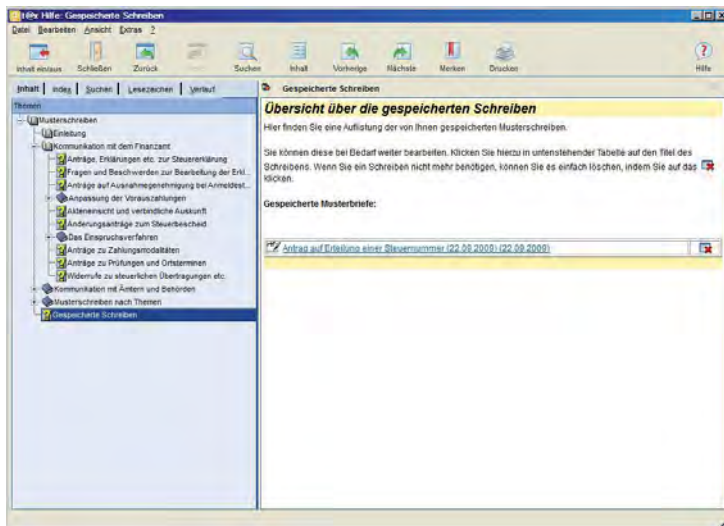 t@x Hilfe: Gespeicherte Schreiben
Datei Bearbeiten Ansicht Extras ?
Inhalt ein/aus Schließen Zurück Suchen Inhalt Vorherige Nächste Merken Drucken Hilfe
Inhalt Index Suchen Lesezeichen Verlauf
Themen
Musterschreiben
Einleitung
Kommunikation mit dem Finanzamt
Anträge, Erklärungen etc. zur Steuererklärung
Fragen und Beschwerden zur Bearbeitung der Erkl...
Anträge auf Ausnahmegenehmigung bei Anmeldest...
Anpassung der Vorauszahlungen
Akteneinsicht und verbindliche Auskunft
Änderungsanträge zum Steuerbescheid
Das Einspruchsverfahren
Anträge zu Zahlungsmodalitäten
Anträge zu Prüfungen und Ortsterminen
Widerrufe zu steuerlichen Übertragungen etc.
Kommunikation mit Ämtern und Behörden
Musterschreiben nach Themen
Gespeicherte Schreiben
Gespeicherte Schreiben
Übersicht über die gespeicherten Schreiben
Hier finden Sie eine Auflistung der von Ihnen gespeicherten Musterschreiben.
Sie können diese bei Bedarf weiter bearbeiten. Klicken Sie hierzu in untenstehender Tabelle auf den Titel des
Schreibens. Wenn Sie ein Schreiben nicht mehr benötigen, können Sie es einfach löschen, indem Sie auf das
klicken.
Gespeicherte Musterbriefe:
Antrag auf Erteilung einer Steuernummer (22.09.2009) (22.09.2009)